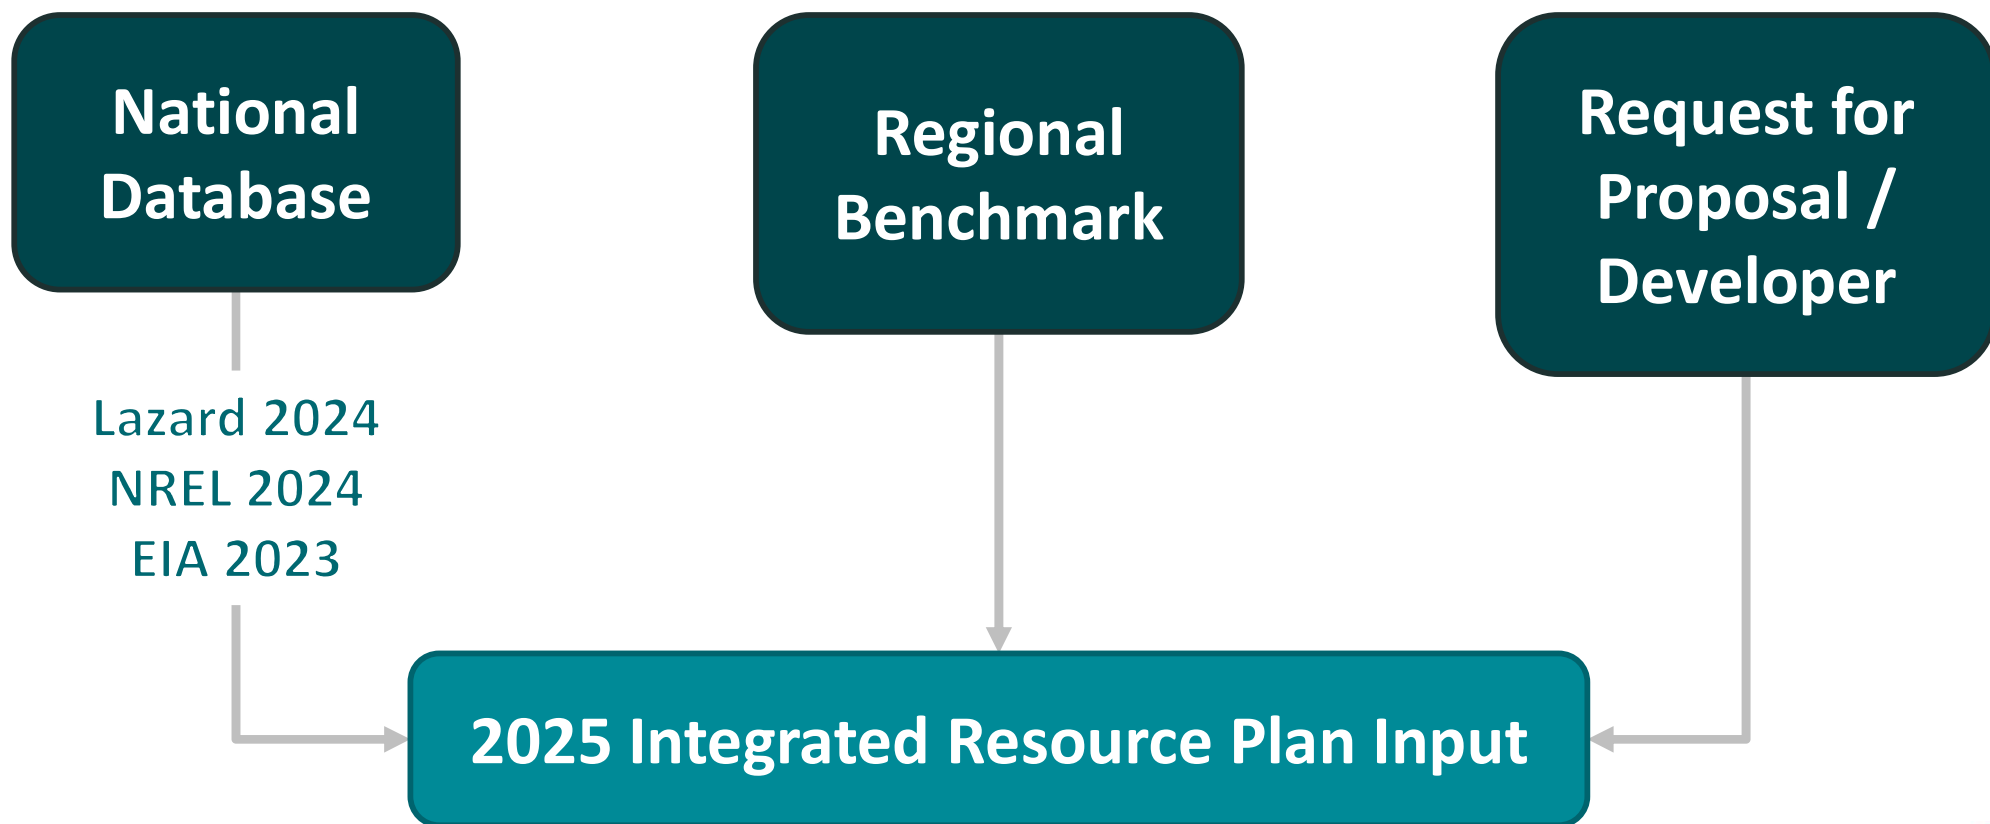 National
Database
Regional
Benchmark
Request for
Proposal /
Developer
Lazard 2024
NREL 2024
EIA 2023
2025 Integrated Resource Plan Input